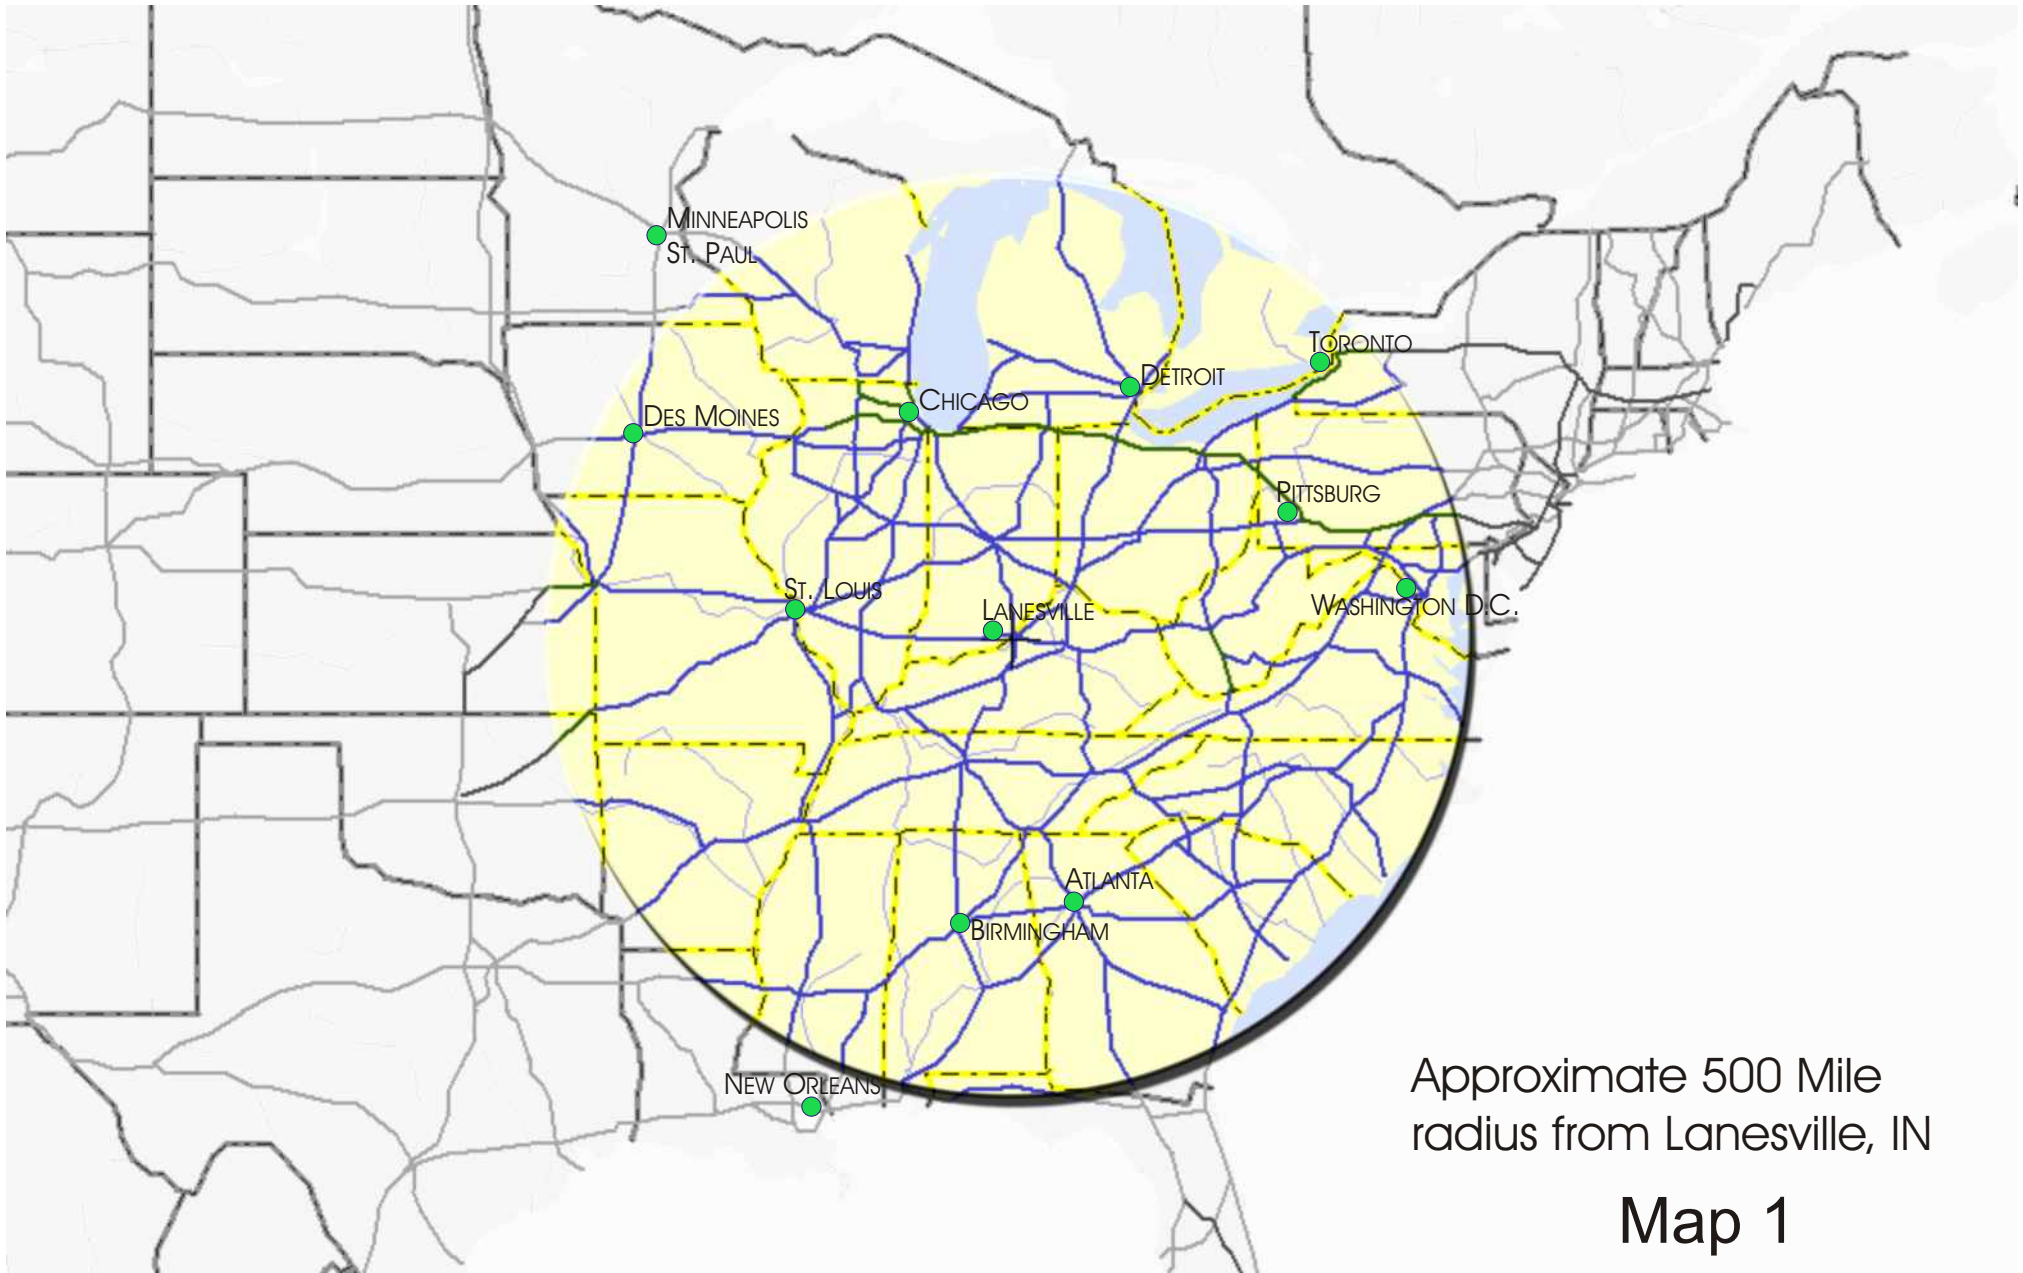 MINNEAPOLIS
ST. PAUL
TORONTO
DETROIT
CHICAGO
DES MOINES
PITTSBURG
ST. LOUIS
LANESVILLE
WASHINGTON D.C.
ATLANTA
BIRMINGHAM
NEW ORLEANS
Approximate 500 Mile
radius from Lanesville, IN
Map 1